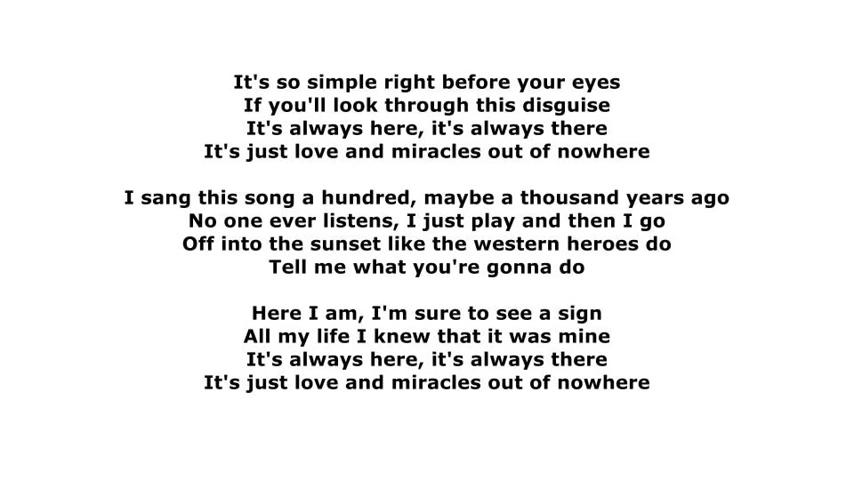 It's so simple right before your eyes
If you'll look through this disguise
It's always here, it's always there
It's just love and miracles out of nowhere
I sang this song a hundred, maybe a thousand years ago
No one ever listens, I just play and then I go
Off into the sunset like the western heroes do
Tell me what you're gonna do
Here I am, I'm sure to see a sign
All my life I knew that it was mine
It's always here, it's always there
It's just love and miracles out of nowhere